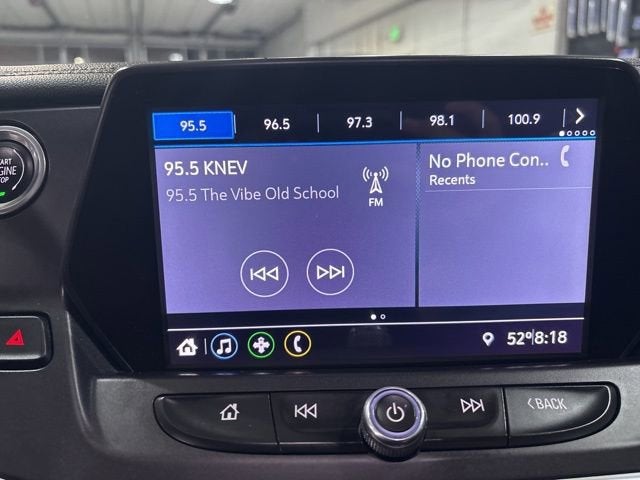 95.5 96.5 97.3 98.1 100.9
95.5 KNEV
95.5 The Vibe Old School
FM
No Phone Con..
Recents
START
ENGINE
STOP
52° 8:18
BACK